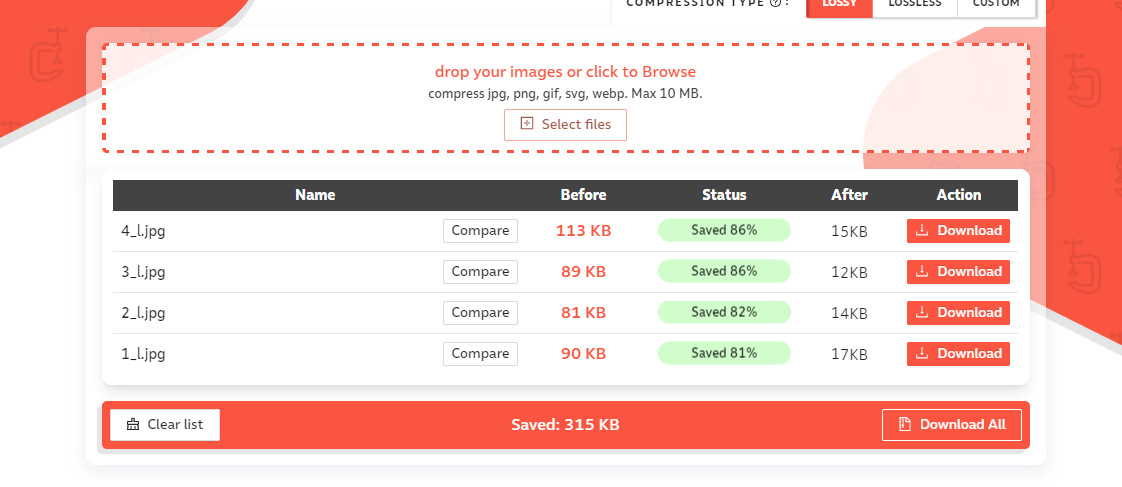 COMPRESSION TYPE ? :
LOSSY
LOSSLESS
CUSTOM
drop your images or click to Browse
compress jpg, png, gif, svg, webp. Max 10 MB.
Select files
Name Before Status After Action
4_l.jpg Compare 113 KB Saved 86% 15KB Download
3_l.jpg Compare 89 KB Saved 86% 12KB Download
2_l.jpg Compare 81 KB Saved 82% 14KB Download
1_l.jpg Compare 90 KB Saved 81% 17KB Download
Clear list Saved: 315 KB Download All